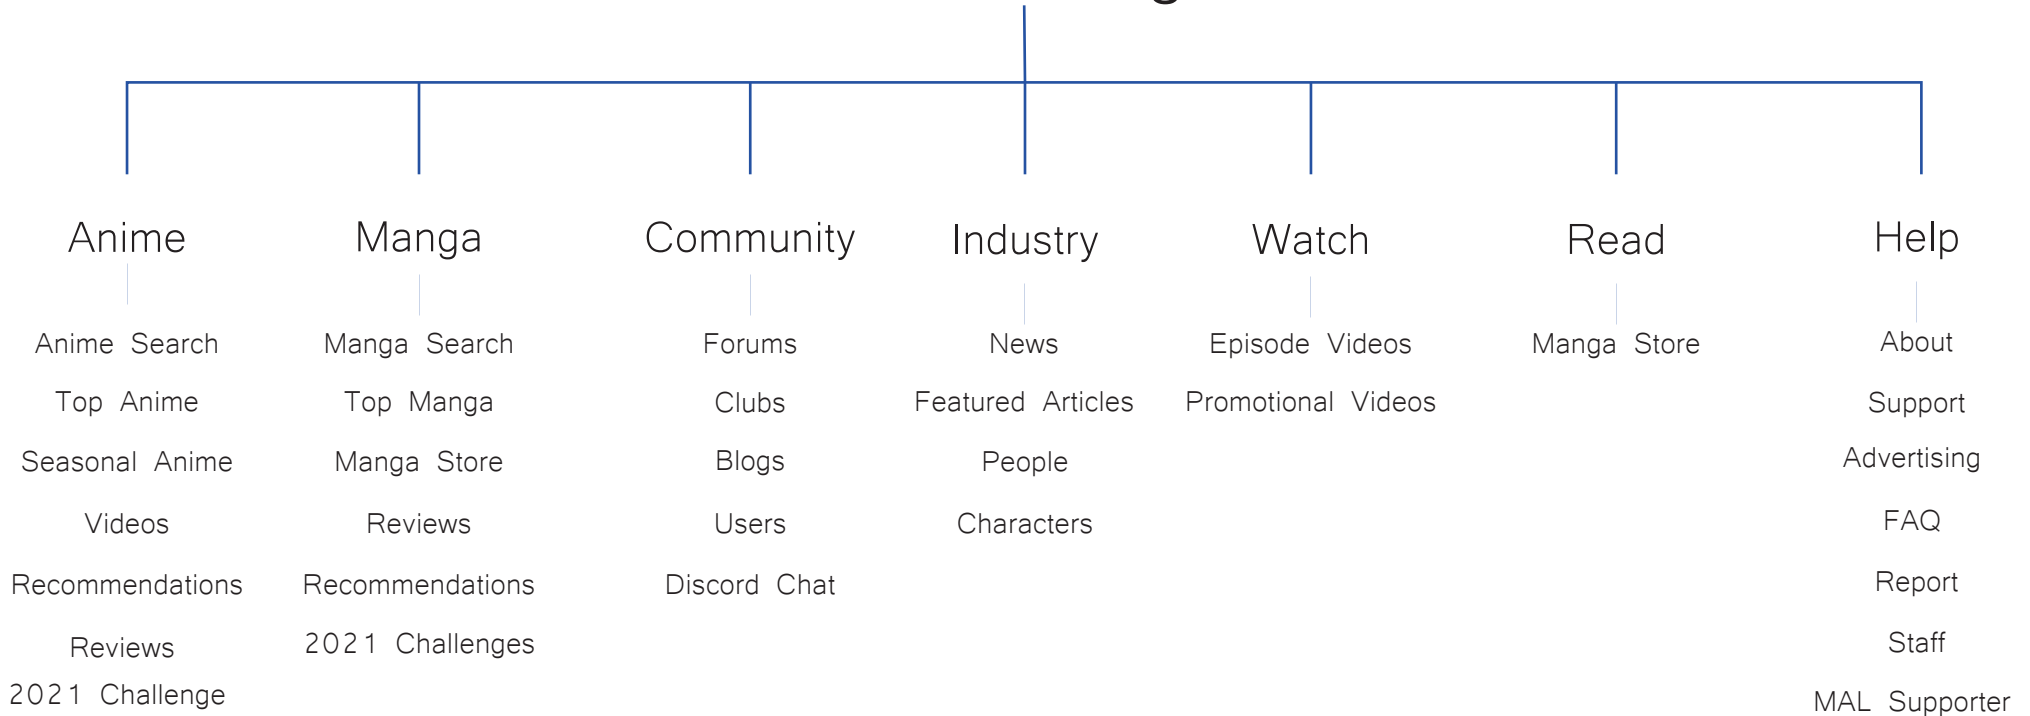 Anime
Manga
Community
Industry
Watch
Read
Help
Anime Search
Top Anime
Seasonal Anime
Videos
Recommendations
Reviews
2021 Challenge
Manga Search
Top Manga
Manga Store
Reviews
Recommendations
2021 Challenges
Forums
Clubs
Blogs
Users
Discord Chat
News
Featured Articles
People
Characters
Episode Videos
Promotional Videos
Manga Store
About
Support
Advertising
FAQ
Report
Staff
MAL Supporter